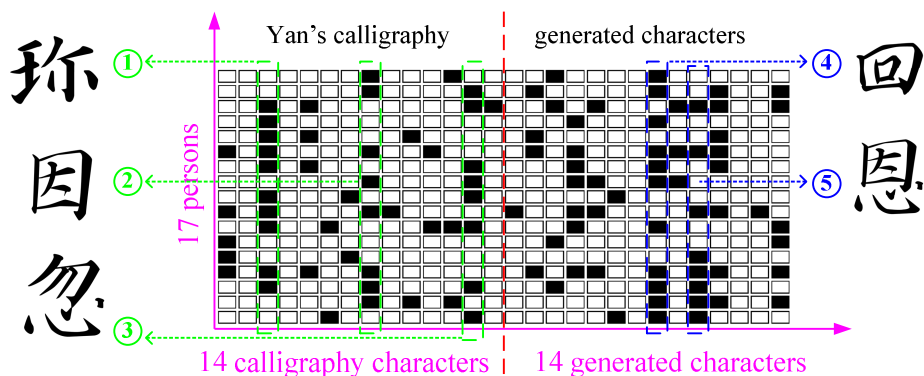 Yan's calligraphy
generated characters
①
②
③
④
⑤
珎
因
忽
回
恩
17 persons
14 calligraphy characters
14 generated characters